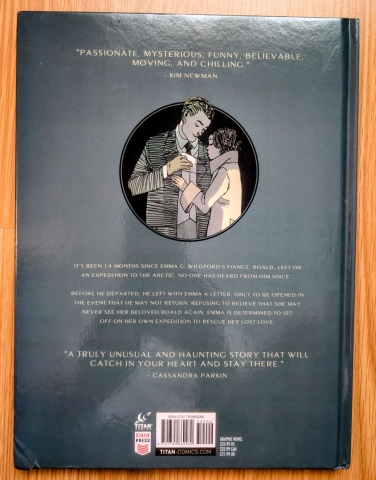 "PASSIONATE, MYSTERIOUS, FUNNY, BELIEVABLE,
MOVING, AND CHILLING."
- KIM NEWMAN
IT'S BEEN 14 MONTHS SINCE EMMA G. WILDFORD'S FIANCÉ, ROALD, LEFT ON
AN EXPEDITION TO THE ARCTIC. NO ONE HAS HEARD FROM HIM SINCE.
BEFORE HE DEPARTED, HE LEFT WITH EMMA A LETTER, ONLY TO BE OPENED IN
THE EVENT THAT HE MAY NOT RETURN. REFUSING TO BELIEVE THAT SHE MAY
NEVER SEE HER BELOVED ROALD AGAIN, EMMA IS DETERMINED TO SET
OFF ON HER OWN EXPEDITION TO RESCUE HER LOST LOVE.
"A TRULY UNUSUAL AND HAUNTING STORY THAT WILL
CATCH IN YOUR HEART AND STAY THERE."
- CASSANDRA PARKIN
TITAN
STATIX
PRESS
TITAN-COMICS.COM
GRAPHIC NOVEL